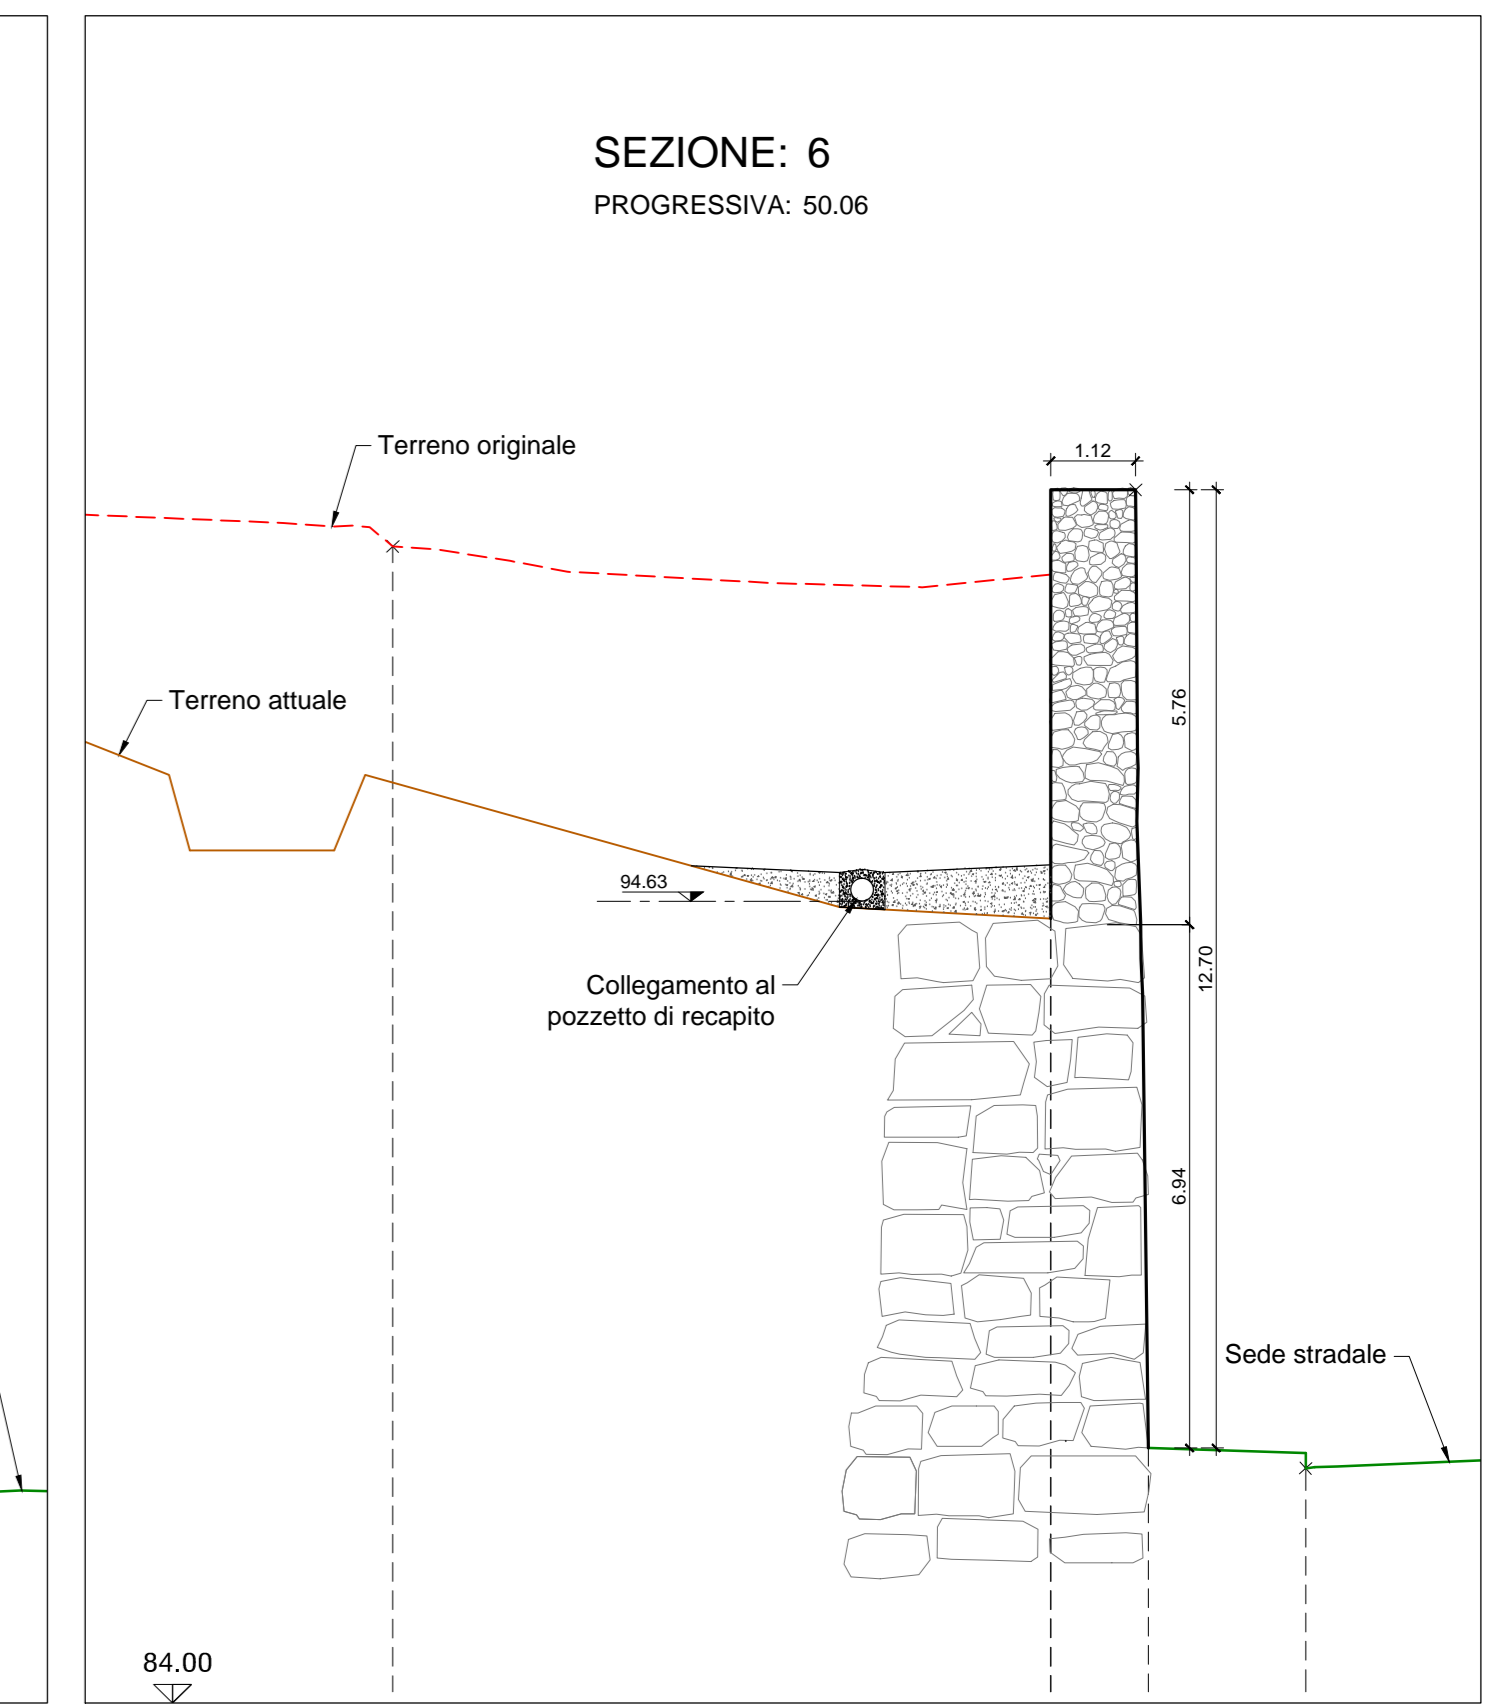 SEZIONE: 6
PROGRESSIVA: 50.06
Terreno originale
1.12
Terreno attuale
5.76
94.63
12.70
Collegamento al
pozzetto di recapito
6.94
Sede stradale
84.00